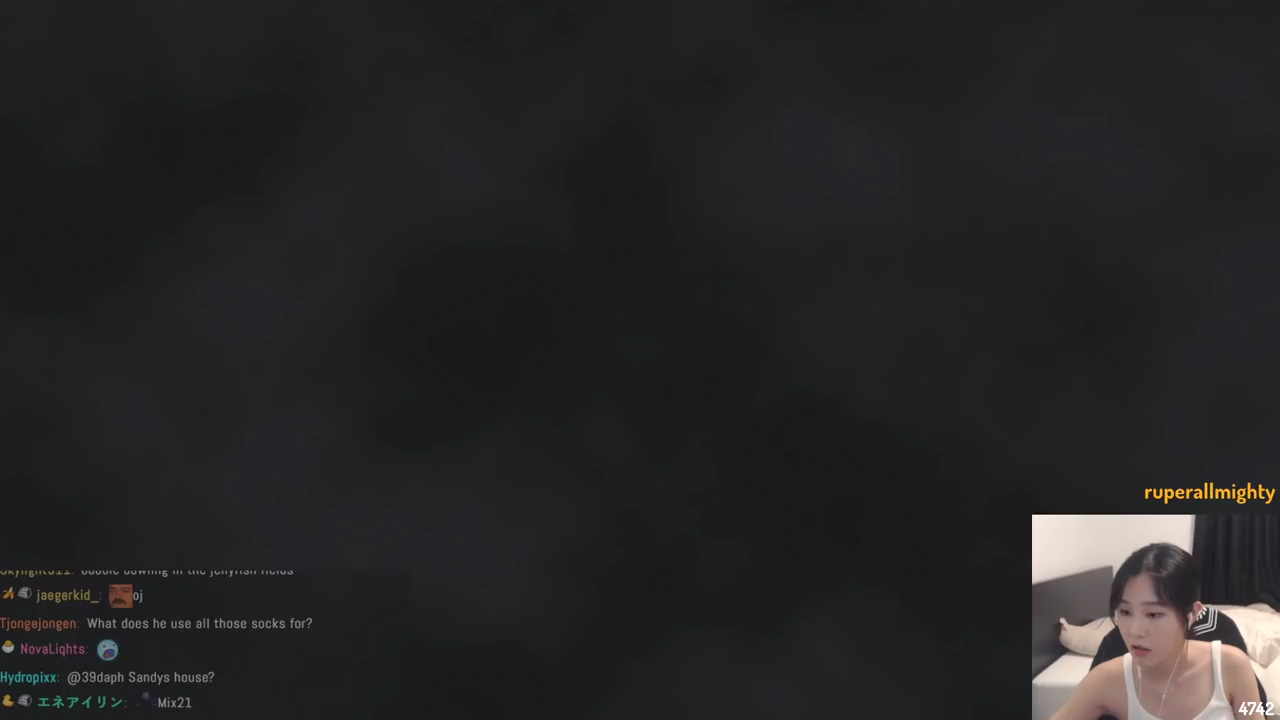 jaegerkid_: oj
Tjongejongen: What does he use all those socks for?
NovaLiqhts:
Hydropixx: @39daph Sandys house?
エネアイリン: Mix21
ruperallmighty
4742